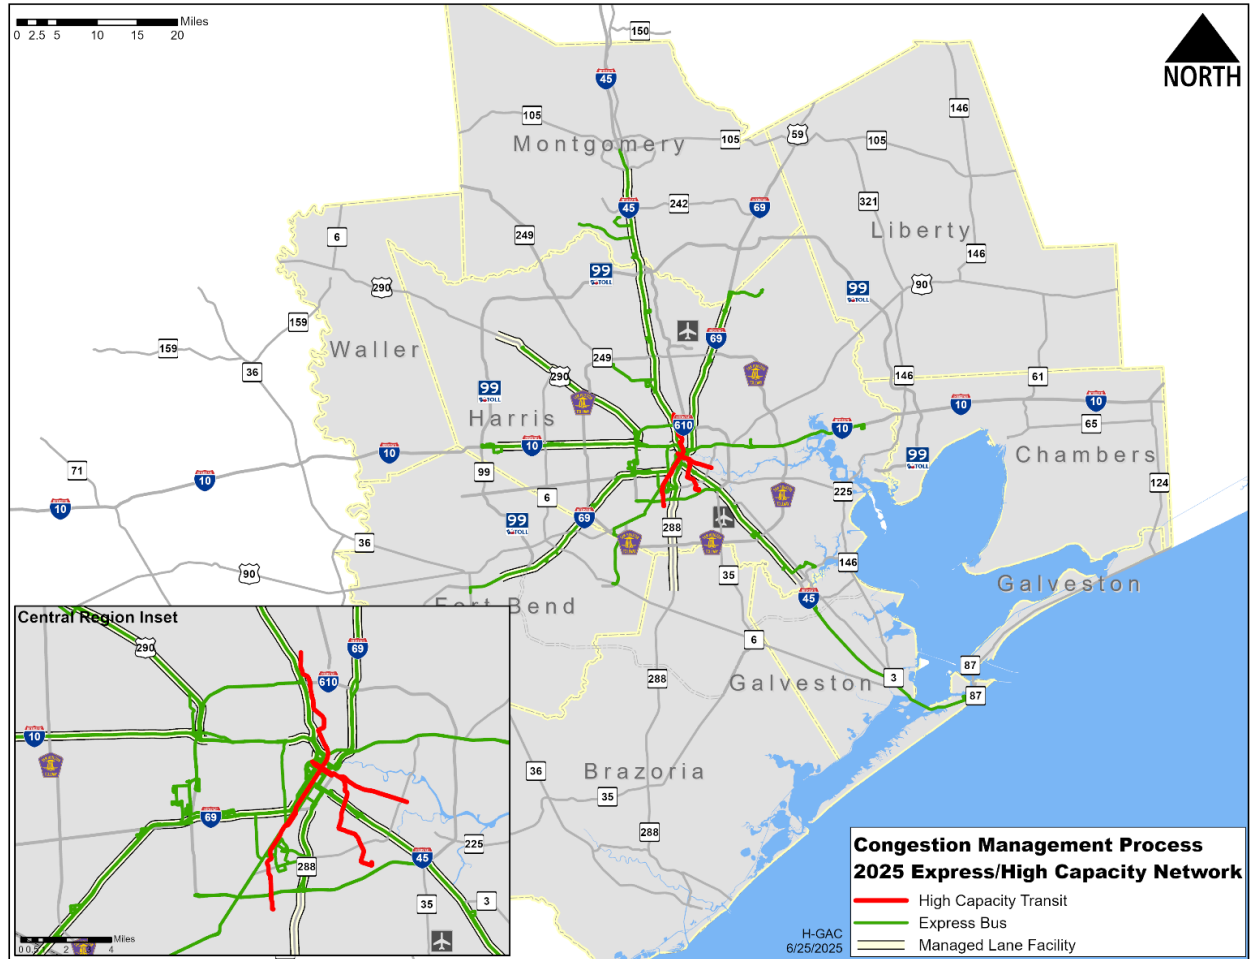 0 2.5 5 10 15 20 Miles
NORTH
150
45
146
105
Montgomery
105
59
105
45
242
69
321
249
Liberty
6
146
99
TOLL
290
99
TOLL
90
159
Waller
69
159
249
36
290
146
61
99
TOLL
10
10
Harris
610
65
10
10
10
Chambers
99
TOLL
71
99
10
124
225
6
10
69
99
TOLL
288
36
146
90
35
Galveston
45
Fort Bend
6
87
3
288
Galveston
87
36
Brazoria
35
288
Central Region Inset
290
69
610
10
69
225
45
288
3
35
0 0.5 2 4 Miles
Congestion Management Process
2025 Express/High Capacity Network
High Capacity Transit
Express Bus
Managed Lane Facility
H-GAC
6/25/2025